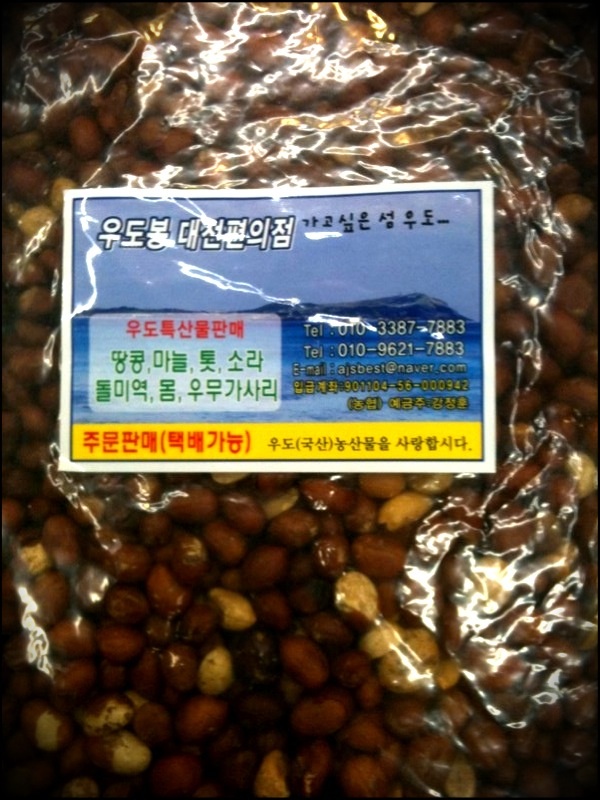 우도봉 대전편의점 가고싶은 섬 우도...
우도특산물판매
땅콩,마늘, 톳, 소라
돌미역, 몸, 우무가사리
Tel : 010-3387-7883
Tel : 010-9621-7883
E-mail : ajsbest@naver.com
입금계좌:901104-56-000942
(농협) 예금주:강정훈
주문판매(택배가능) 우도(국산)농산물을 사랑합시다.